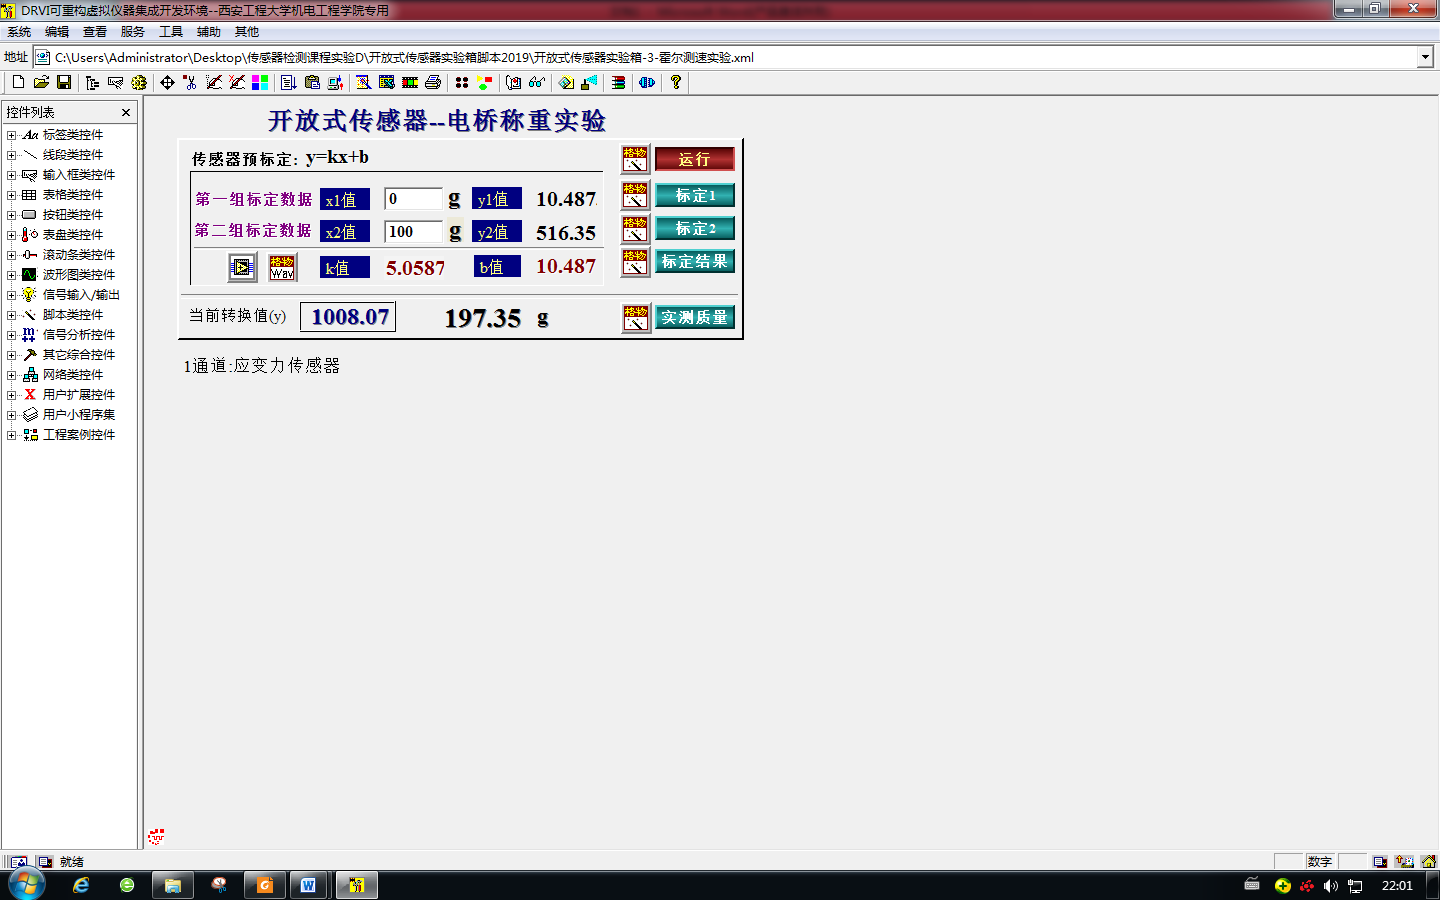 DRVI可重构虚拟仪器集成开发环境--西安工程大学机电工程学院专用
系统 编辑 查看 服务 工具 辅助 其他
地址 C:\Users\Administrator\Desktop\传感器检测课程实验D\开放式传感器实验箱脚本2019\开放式传感器实验箱-3-霍尔测速实验.xml
控件列表
标签类控件
线段类控件
输入框类控件
表格类控件
按钮类控件
表盘类控件
滚动条类控件
波形图类控件
信号输入/输出
脚本类控件
信号分析控件
其它综合控件
网络类控件
用户扩展控件
用户小程序集
工程案例控件
开放式传感器--电桥称重实验
传感器预标定: y=kx+b 格物 运行
第一组标定数据 x1值 0 g y1值 10.487 格物 标定1
第二组标定数据 x2值 100 g y2值 516.35 格物 标定2
格物 Wav k值 5.0587 b值 10.487 格物 标定结果
当前转换值(y) 1008.07 197.35 g 格物 实测质量
1通道:应变力传感器
就绪 数字
22:01